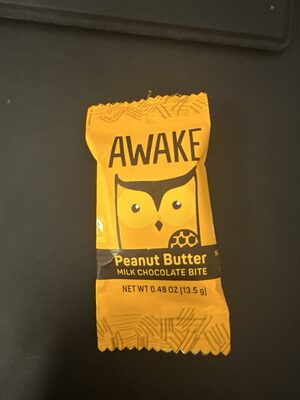 AWAKE
Peanut Butter
MILK CHOCOLATE BITE
NET WT 0.48 OZ (13.5 g)